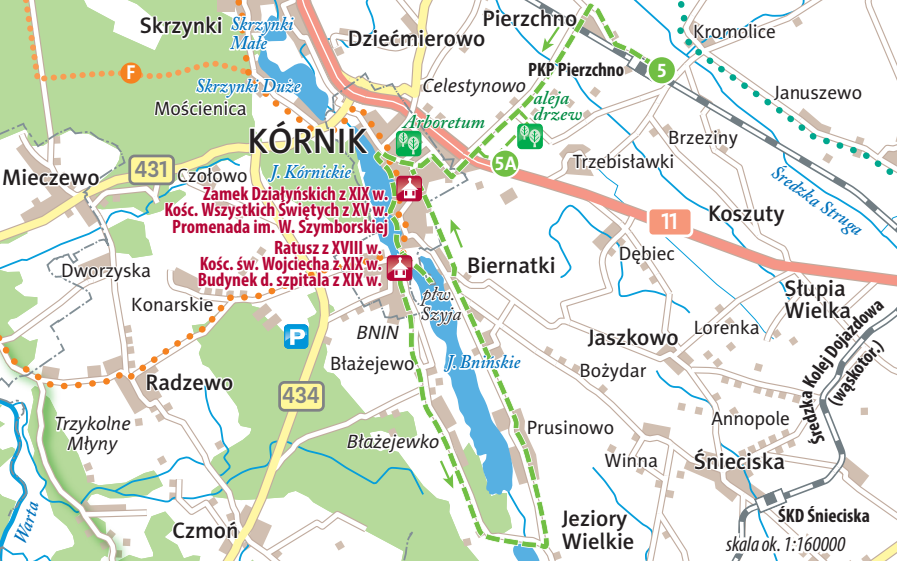 Skrzynki
Skrzynki
Małe
Pierzchno
Kromolice
Dziećmierowo
F
PKP Pierzchno
5
Skrzynki Duże
Celestynowo
Januszewo
Mościenica
aleja
drzew
Arboretum
KÓRNIK
Brzeziny
5A
Trzebisławki
431
Mieczewo
Czołowo
J. Kórnickie
Średzka Struga
Zamek Działyńskich z XIX w.
Kośc. Wszystkich Świętych z XV w.
Promenada im. W. Szymborskiej
11
Koszuty
Ratusz z XVIII w.
Kośc. św. Wojciecha z XIX w.
Budynek d. szpitala z XIX w.
Dębiec
Biernatki
Dworzyska
Konarskie
płw.
Szyja
Słupia
Wielka
P
BNIN
Jaszkowo
Lorenka
Błażejewo
J. Bnińskie
Bożydar
Średzka Kolej Dojazdowa
(wąskotor.)
Radzewo
434
Trzykolne
Młyny
Annopole
Błażejewko
Prusinowo
Winna
Śnieciska
Warta
Czmoń
Jeziory
Wielkie
ŚKD Śnieciska
skala ok. 1:160000